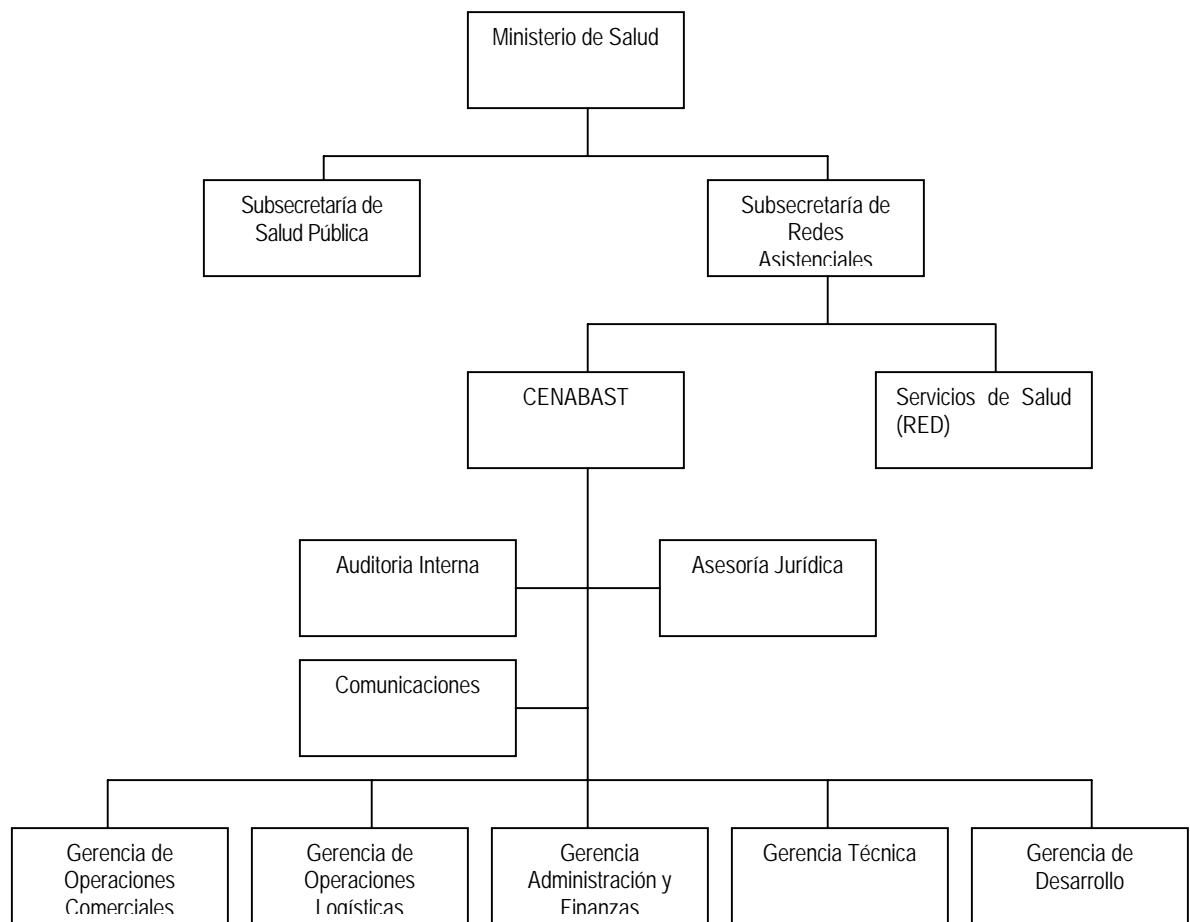 Ministerio de Salud
Subsecretaría de
Salud Pública
Subsecretaría de
Redes
Asistenciales
CENABAST
Servicios de Salud
(RED)
Auditoria Interna
Asesoría Jurídica
Comunicaciones
Gerencia de
Operaciones
Comerciales
Gerencia de
Operaciones
Logísticas
Gerencia
Administración y
Finanzas
Gerencia Técnica
Gerencia de
Desarrollo